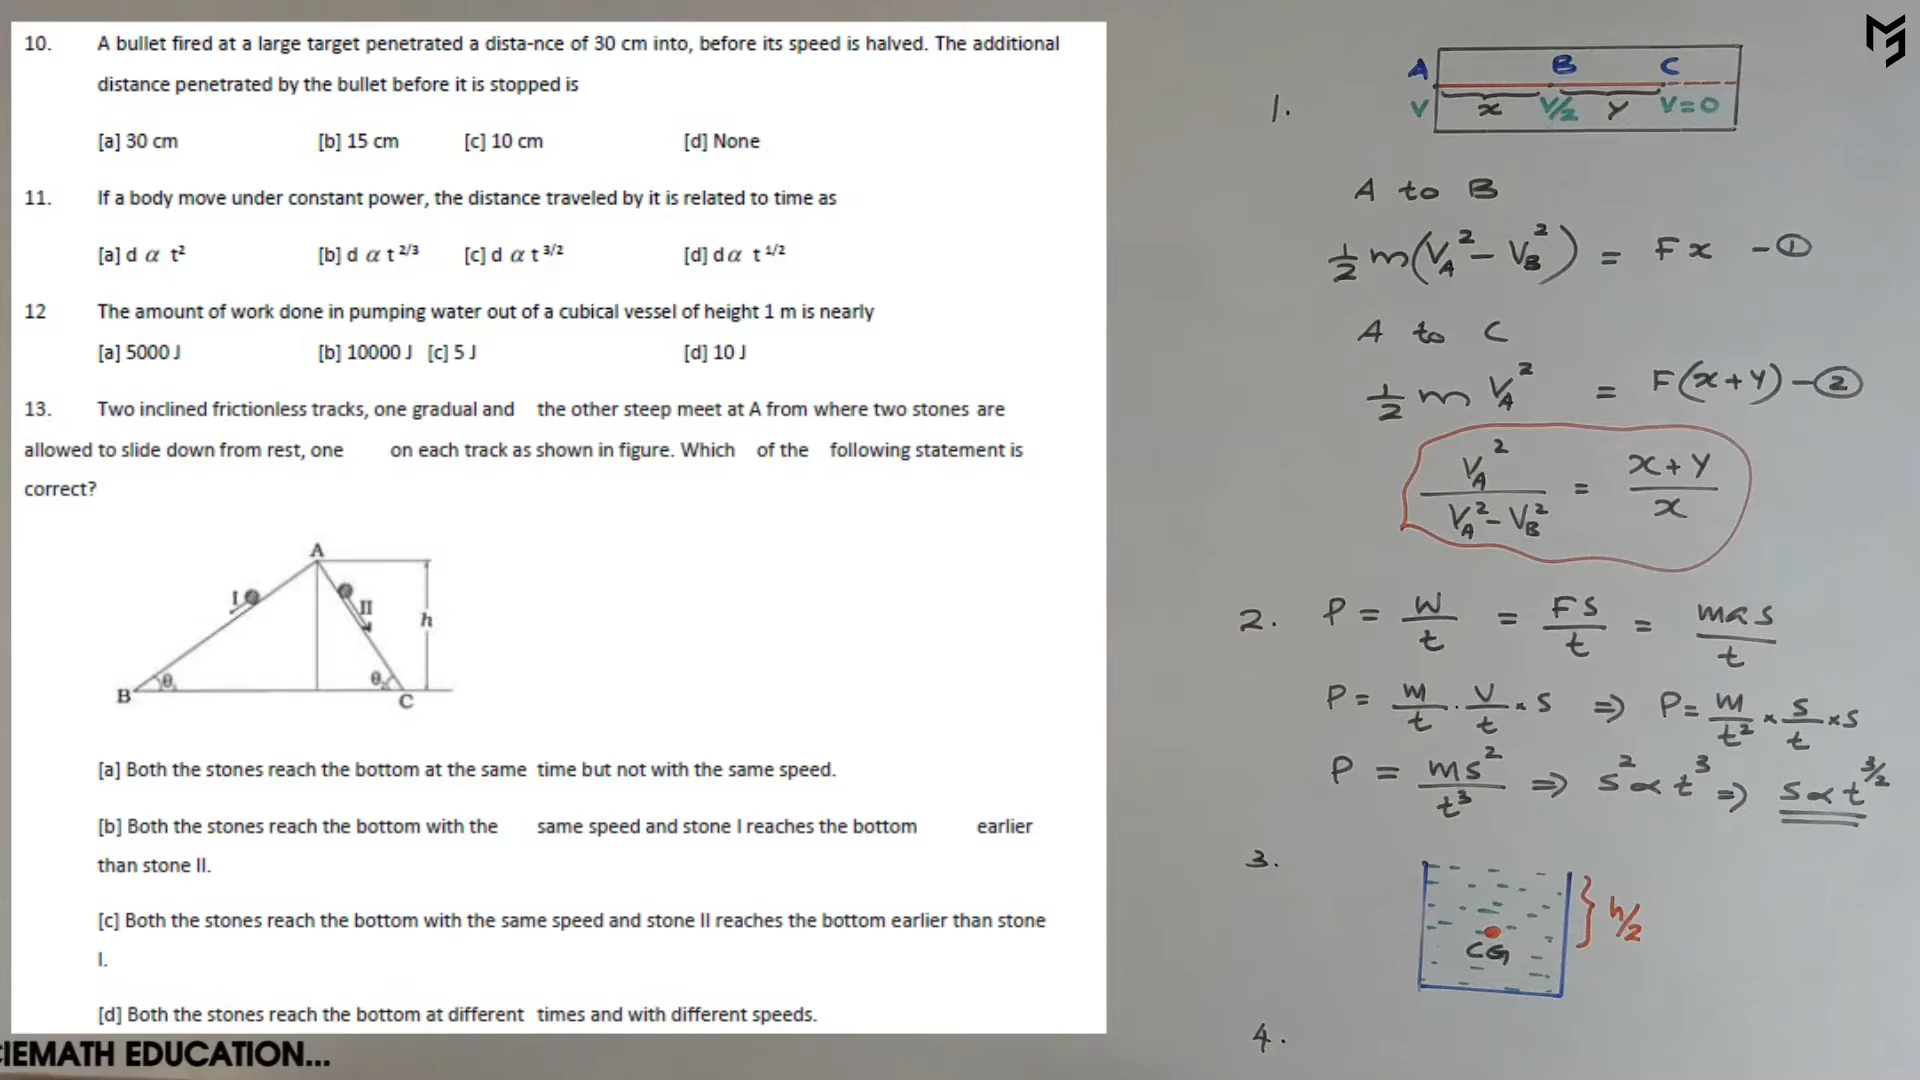 10. A bullet fired at a large target penetrated a dista-nce of 30 cm into, before its speed is halved. The additional
distance penetrated by the bullet before it is stopped is
[a] 30 cm [b] 15 cm [c] 10 cm [d] None
11. If a body move under constant power, the distance traveled by it is related to time as
[a] d α t² [b] d α t 2/3 [c] d α t 3/2 [d] dα t 1/2
12 The amount of work done in pumping water out of a cubical vessel of height 1 m is nearly
[a] 5000 J [b] 10000 J [c] 5 J [d] 10 J
13. Two inclined frictionless tracks, one gradual and the other steep meet at A from where two stones are
allowed to slide down from rest, one on each track as shown in figure. Which of the following statement is
correct?
A
I
II
h
B θ₁ θ₂ C
[a] Both the stones reach the bottom at the same time but not with the same speed.
[b] Both the stones reach the bottom with the same speed and stone I reaches the bottom earlier
than stone II.
[c] Both the stones reach the bottom with the same speed and stone II reaches the bottom earlier than stone
I.
[d] Both the stones reach the bottom at different times and with different speeds.
CIEMATH EDUCATION...
A B C
1. V x V/2 y V=0
A to B
½ m(V_A² - V_B²) = Fx -①
A to C
½ m V_A² = F(x+y) -②
V_A² / (V_A² - V_B²) = (x+y) / x
2. P = W/t = FS/t = mas/t
P = m/t · V/t × S ⇒ P = m/t² × S/t × S
P = ms²/t³ ⇒ S² ∝ t³ ⇒ S ∝ t^3/2
3.
h/2
CG
4.